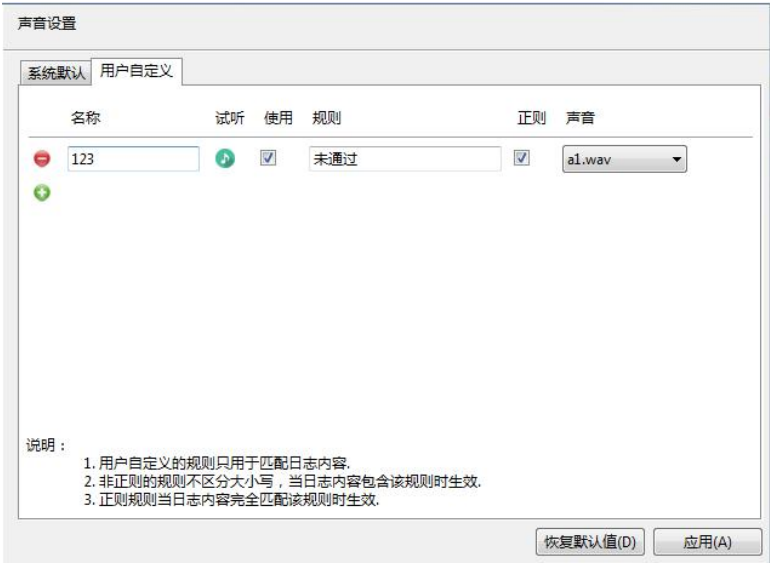 声音设置
系统默认 用户自定义
名称 试听 使用 规则 正则 声音
123 未通过 a1.wav
说明：
1. 用户自定义的规则只用于匹配日志内容.
2. 非正则的规则不区分大小写，当日志内容包含该规则时生效.
3. 正则规则当日志内容完全匹配该规则时生效.
恢复默认值(D) 应用(A)